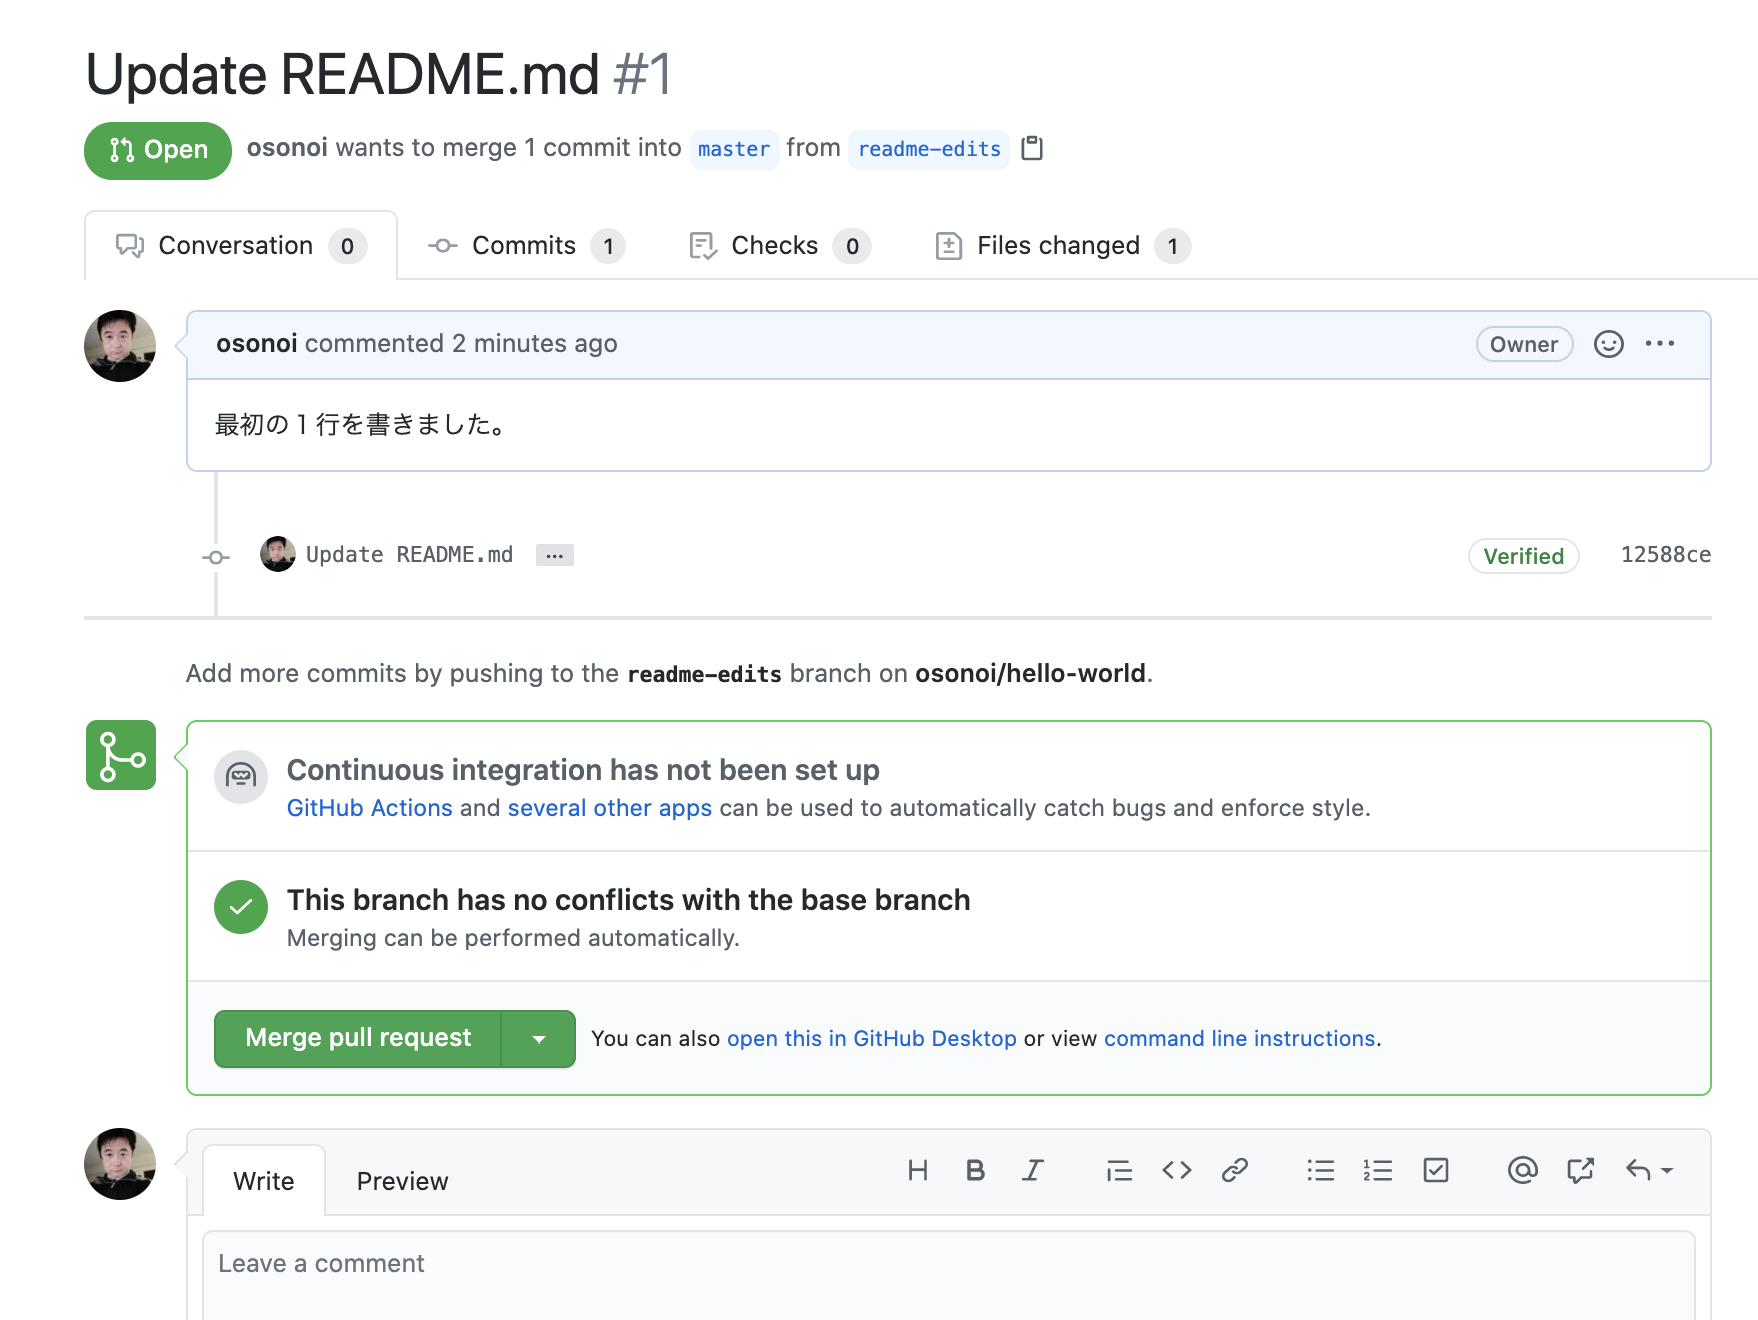 Update README.md #1
Open osonoi wants to merge 1 commit into master from readme-edits
Conversation 0 Commits 1 Checks 0 Files changed 1
osonoi commented 2 minutes ago Owner
最初の１行を書きました。
Update README.md ... Verified 12588ce
Add more commits by pushing to the readme-edits branch on osonoi/hello-world.
Continuous integration has not been set up
GitHub Actions and several other apps can be used to automatically catch bugs and enforce style.
This branch has no conflicts with the base branch
Merging can be performed automatically.
Merge pull request You can also open this in GitHub Desktop or view command line instructions.
Write Preview
Leave a comment